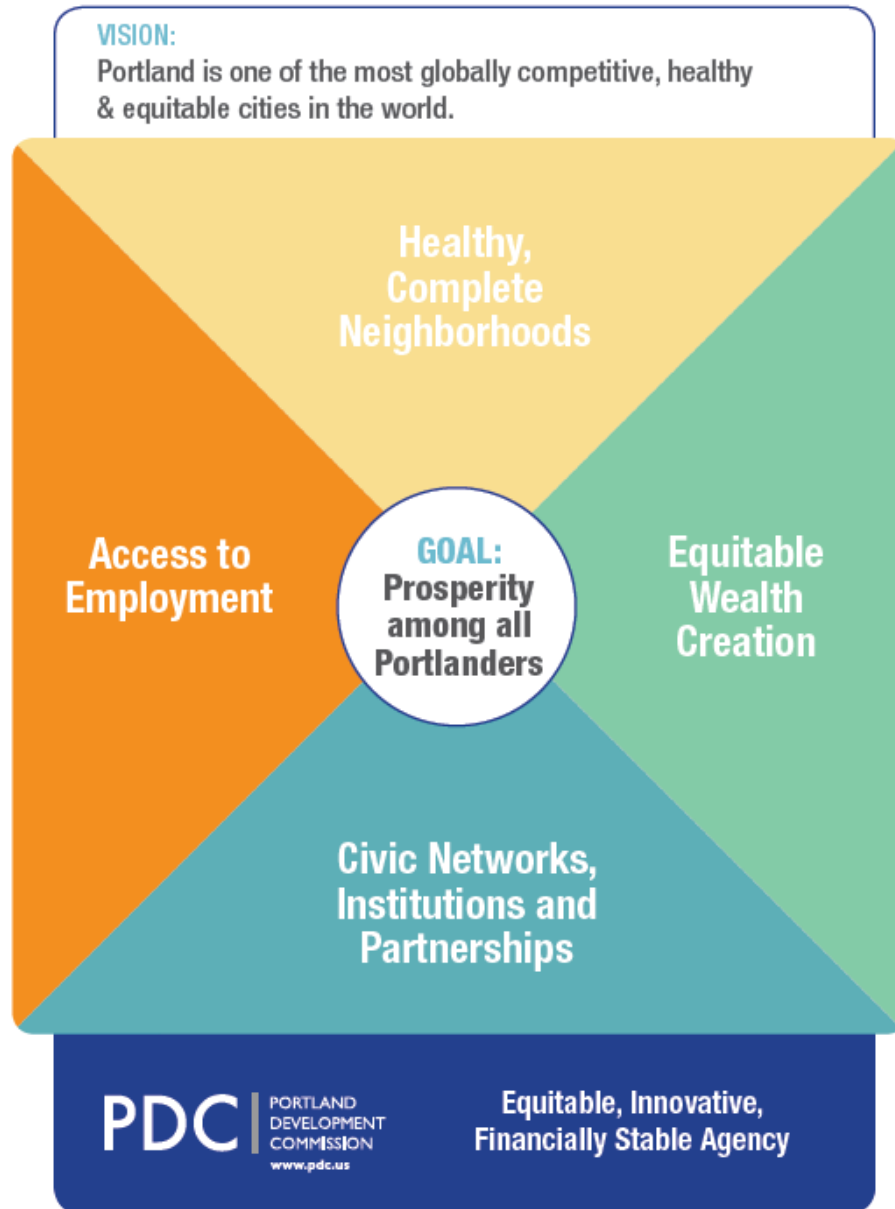 VISION:
Portland is one of the most globally competitive, healthy
& equitable cities in the world.
Healthy,
Complete
Neighborhoods
Access to
Employment
GOAL:
Prosperity
among all
Portlanders
Equitable
Wealth
Creation
Civic Networks,
Institutions and
Partnerships
PDC
PORTLAND
DEVELOPMENT
COMMISSION
www.pdc.us
Equitable, Innovative,
Financially Stable Agency